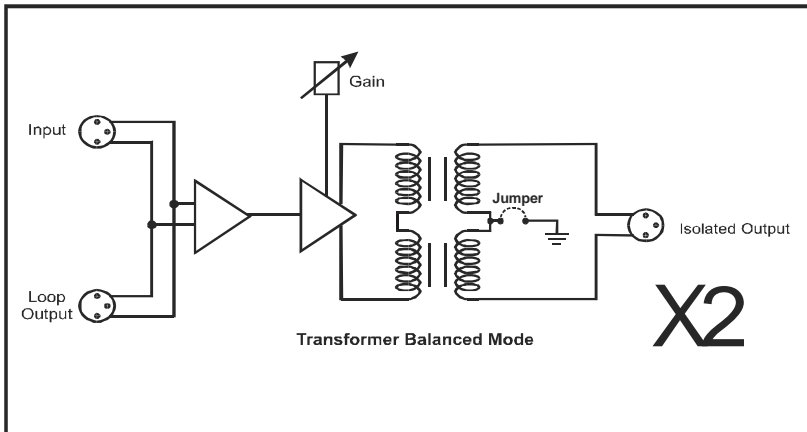 Gain
Input
Jumper
Isolated Output
Loop
Output
X2
Transformer Balanced Mode